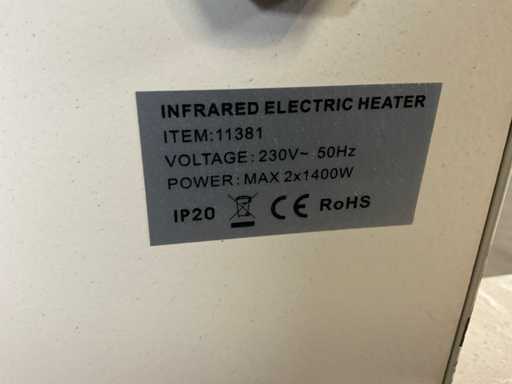 INFRARED ELECTRIC HEATER
ITEM:11381
VOLTAGE: 230V~ 50Hz
POWER: MAX 2x1400W
IP20 CE RoHS